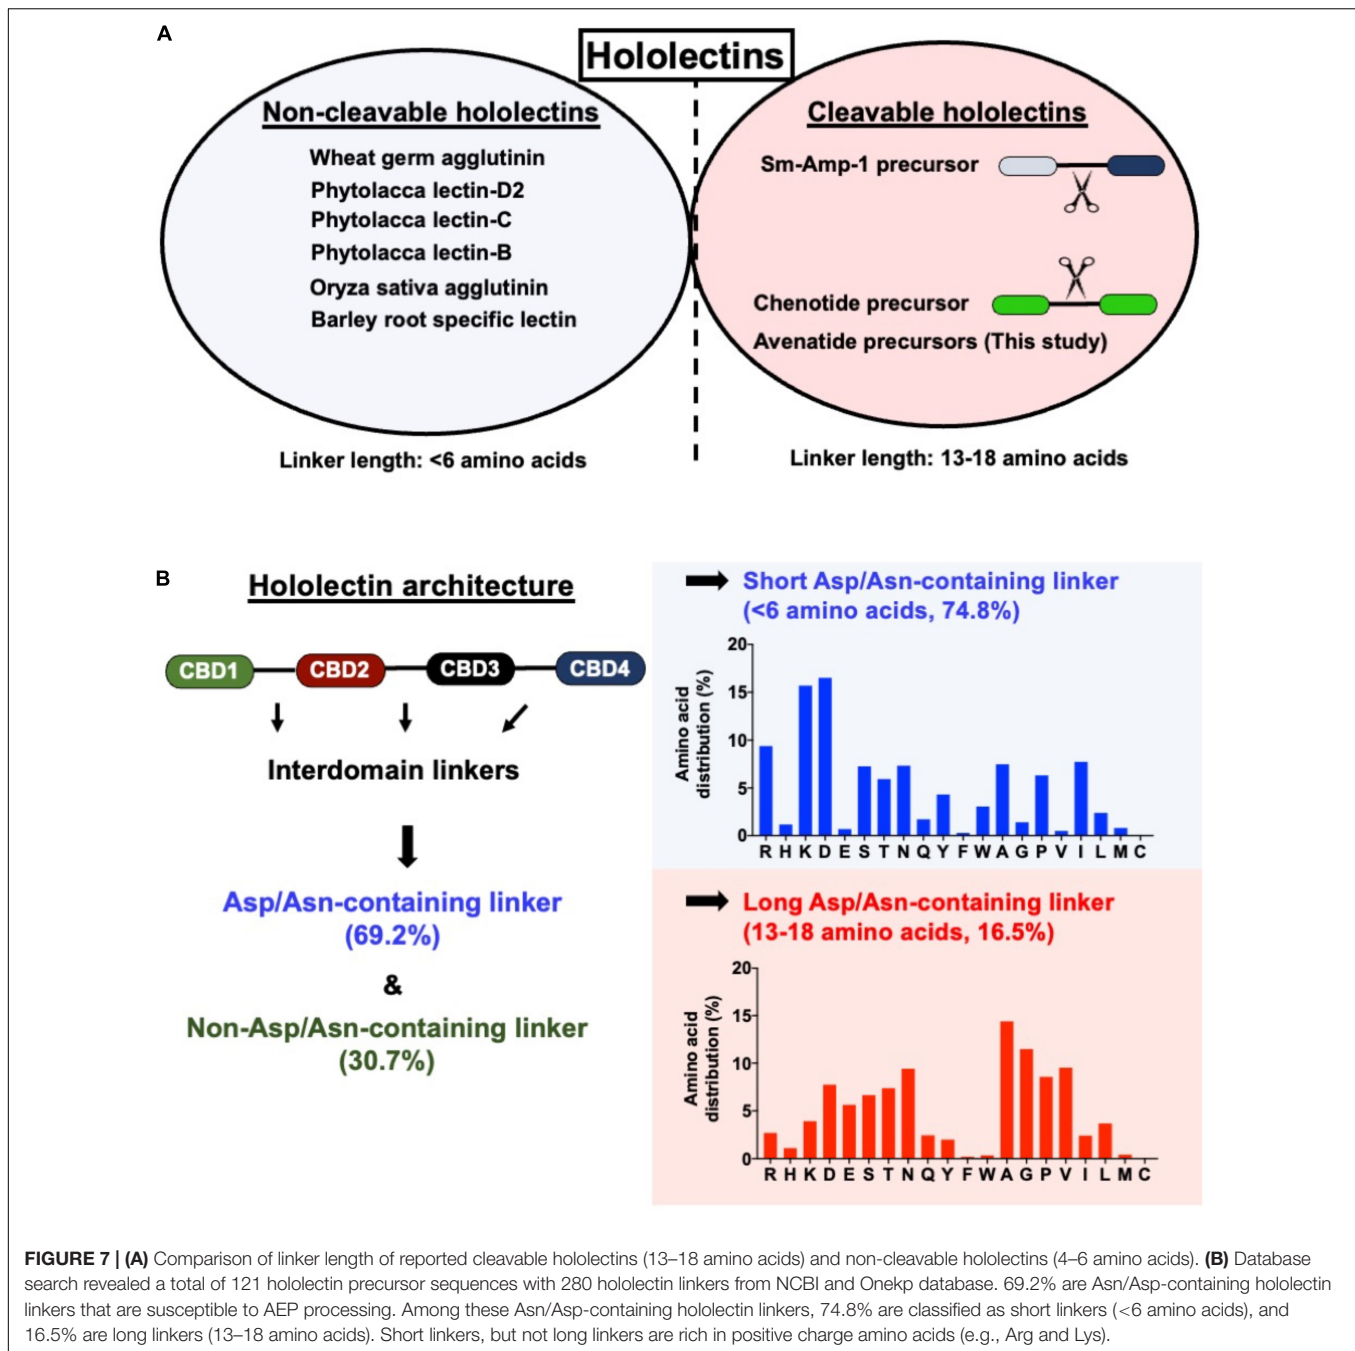 A
Hololectins
Non-cleavable hololectins
Wheat germ agglutinin
Phytolacca lectin-D2
Phytolacca lectin-C
Phytolacca lectin-B
Oryza sativa agglutinin
Barley root specific lectin
Linker length: <6 amino acids
Cleavable hololectins
Sm-Amp-1 precursor
Chenotide precursor
Avenatide precursors (This study)
Linker length: 13-18 amino acids
B
Hololectin architecture
CBD1 CBD2 CBD3 CBD4
Interdomain linkers
Asp/Asn-containing linker
(69.2%)
&
Non-Asp/Asn-containing linker
(30.7%)
Short Asp/Asn-containing linker
(<6 amino acids, 74.8%)
Amino acid
distribution (%)
20
15
10
5
0
R H K D E S T N Q Y F W A G P V I L M C
Long Asp/Asn-containing linker
(13-18 amino acids, 16.5%)
Amino acid
distribution (%)
20
15
10
5
0
R H K D E S T N Q Y F W A G P V I L M C
FIGURE 7 | (A) Comparison of linker length of reported cleavable hololectins (13–18 amino acids) and non-cleavable hololectins (4–6 amino acids). (B) Database
search revealed a total of 121 hololectin precursor sequences with 280 hololectin linkers from NCBI and Onekp database. 69.2% are Asn/Asp-containing hololectin
linkers that are susceptible to AEP processing. Among these Asn/Asp-containing hololectin linkers, 74.8% are classified as short linkers (<6 amino acids), and
16.5% are long linkers (13–18 amino acids). Short linkers, but not long linkers are rich in positive charge amino acids (e.g., Arg and Lys).